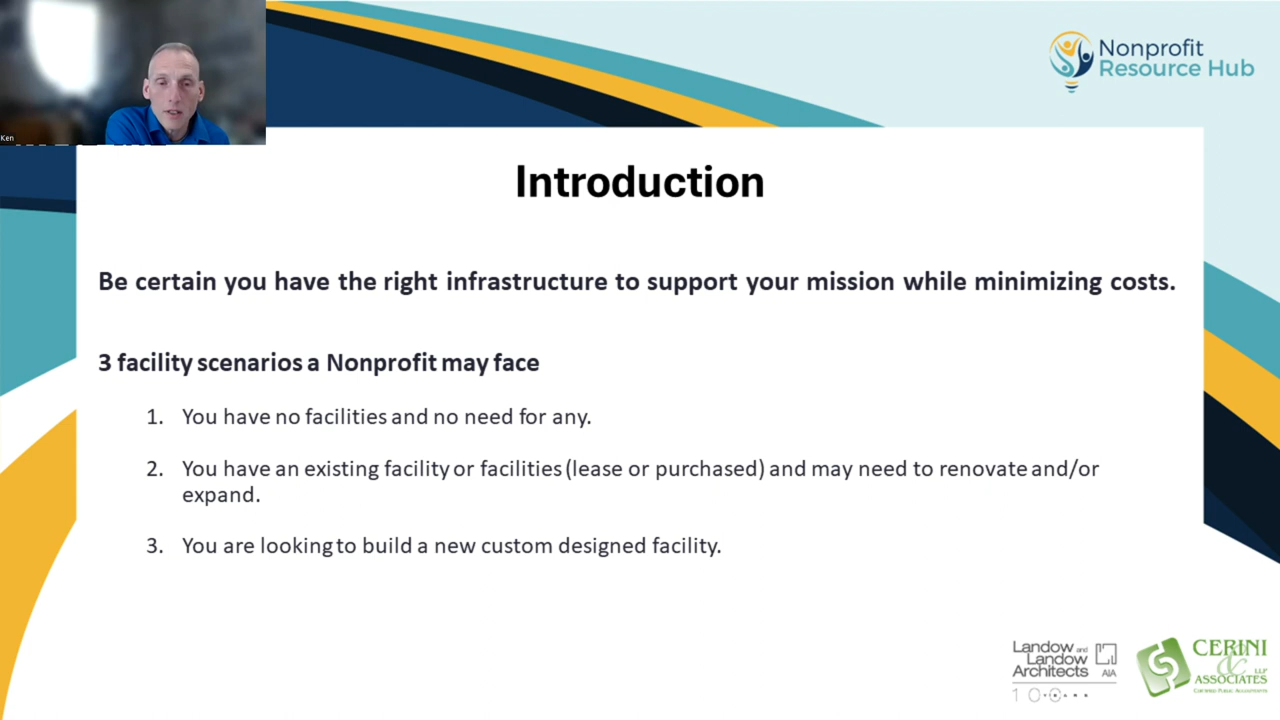 Ken
Nonprofit
Resource Hub
Introduction
Be certain you have the right infrastructure to support your mission while minimizing costs.
3 facility scenarios a Nonprofit may face
1. You have no facilities and no need for any.
2. You have an existing facility or facilities (lease or purchased) and may need to renovate and/or
expand.
3. You are looking to build a new custom designed facility.
Landow and
Landow
Architects AIA
CERINI
&
ASSOCIATES LLP
CERTIFIED PUBLIC ACCOUNTANTS